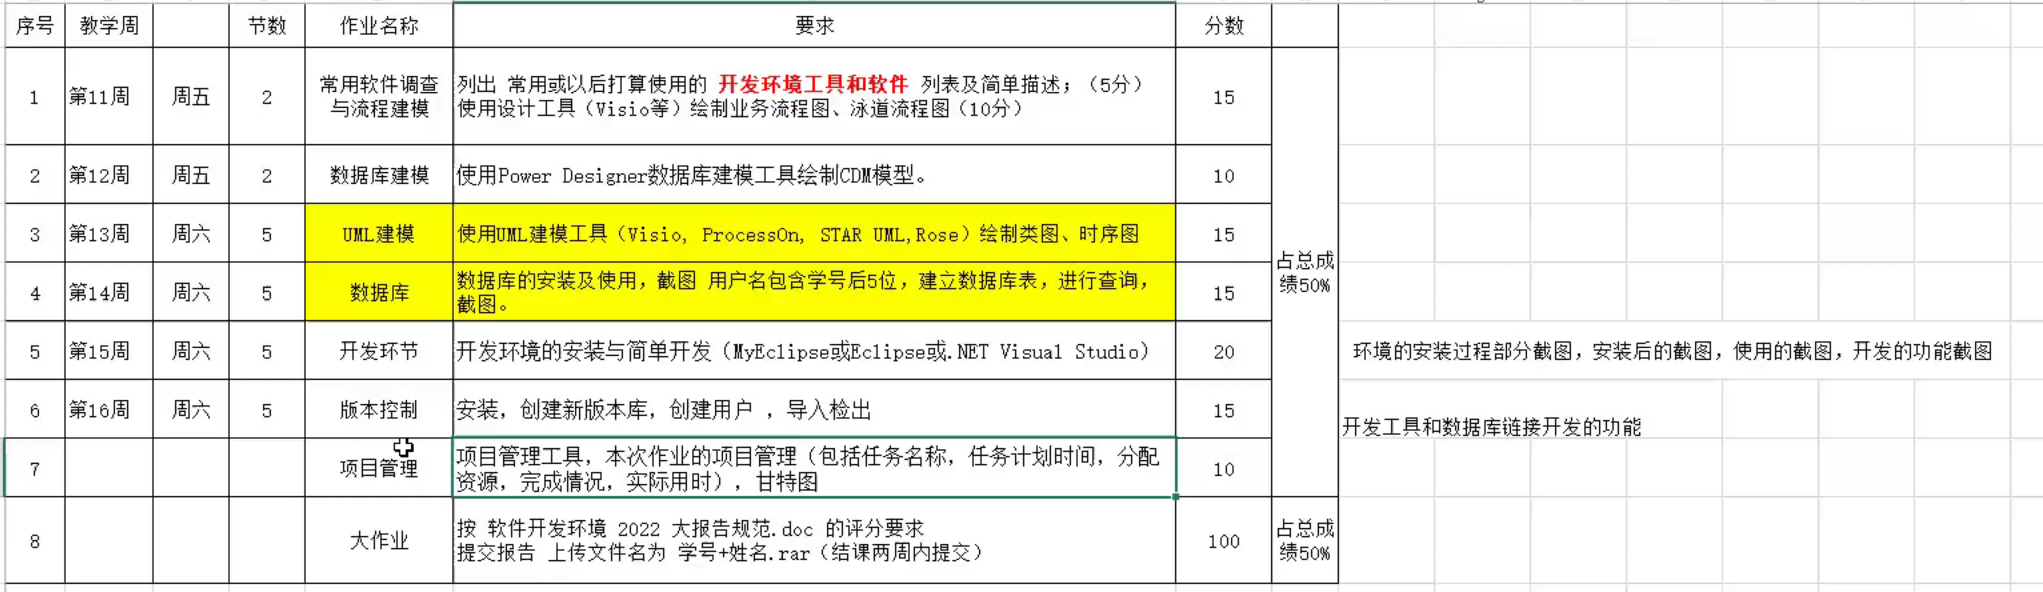 序号 教学周 节数 作业名称 要求 分数
1 第11周 周五 2 常用软件调查与流程建模 列出 常用或以后打算使用的 开发环境工具和软件 列表及简单描述；（5分）
使用设计工具（Visio等）绘制业务流程图、泳道流程图（10分） 15
2 第12周 周五 2 数据库建模 使用Power Designer数据库建模工具绘制CDM模型。 10
3 第13周 周六 5 UML建模 使用UML建模工具（Visio, ProcessOn, STAR UML,Rose）绘制类图、时序图 15
占总成绩50%
4 第14周 周六 5 数据库 数据库的安装及使用，截图 用户名包含学号后5位，建立数据库表，进行查询，
截图。 15
5 第15周 周六 5 开发环节 开发环境的安装与简单开发（MyEclipse或Eclipse或.NET Visual Studio） 20 环境的安装过程部分截图，安装后的截图，使用的截图，开发的功能截图
6 第16周 周六 5 版本控制 安装，创建新版本库，创建用户 ，导入检出 15
开发工具和数据库链接开发的功能
7 项目管理 项目管理工具，本次作业的项目管理（包括任务名称，任务计划时间，分配
资源，完成情况，实际用时），甘特图 10
8 大作业 按 软件开发环境 2022 大报告规范.doc 的评分要求
提交报告 上传文件名为 学号+姓名.rar（结课两周内提交） 100 占总成绩50%